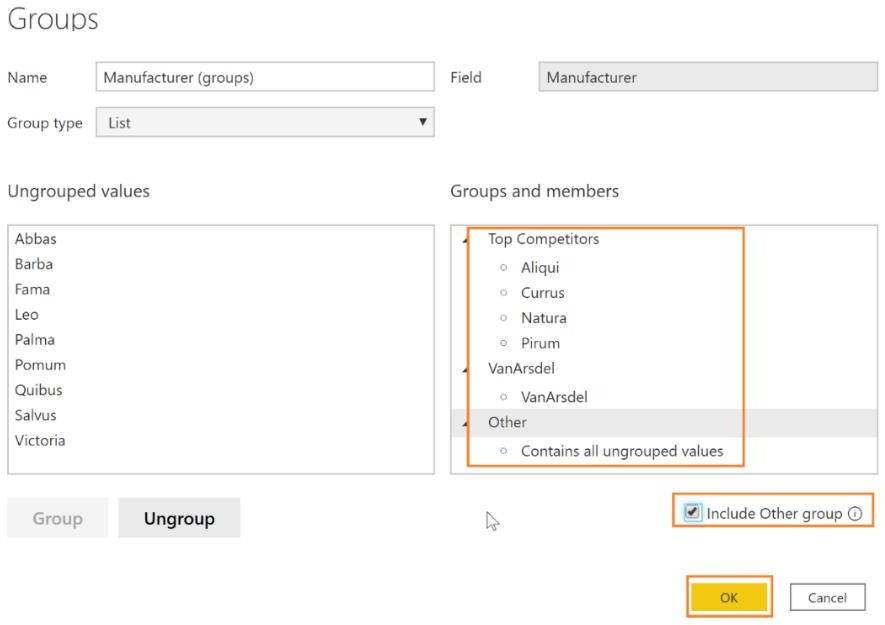 Groups
Name
Manufacturer (groups)
Field
Manufacturer
Group type
List
Ungrouped values
Abbas
Barba
Fama
Leo
Palma
Pomum
Quibus
Salvus
Victoria
Groups and members
Top Competitors
Aliqui
Currus
Natura
Pirum
VanArsdel
VanArsdel
Other
Contains all ungrouped values
Group
Ungroup
Include Other group
OK
Cancel